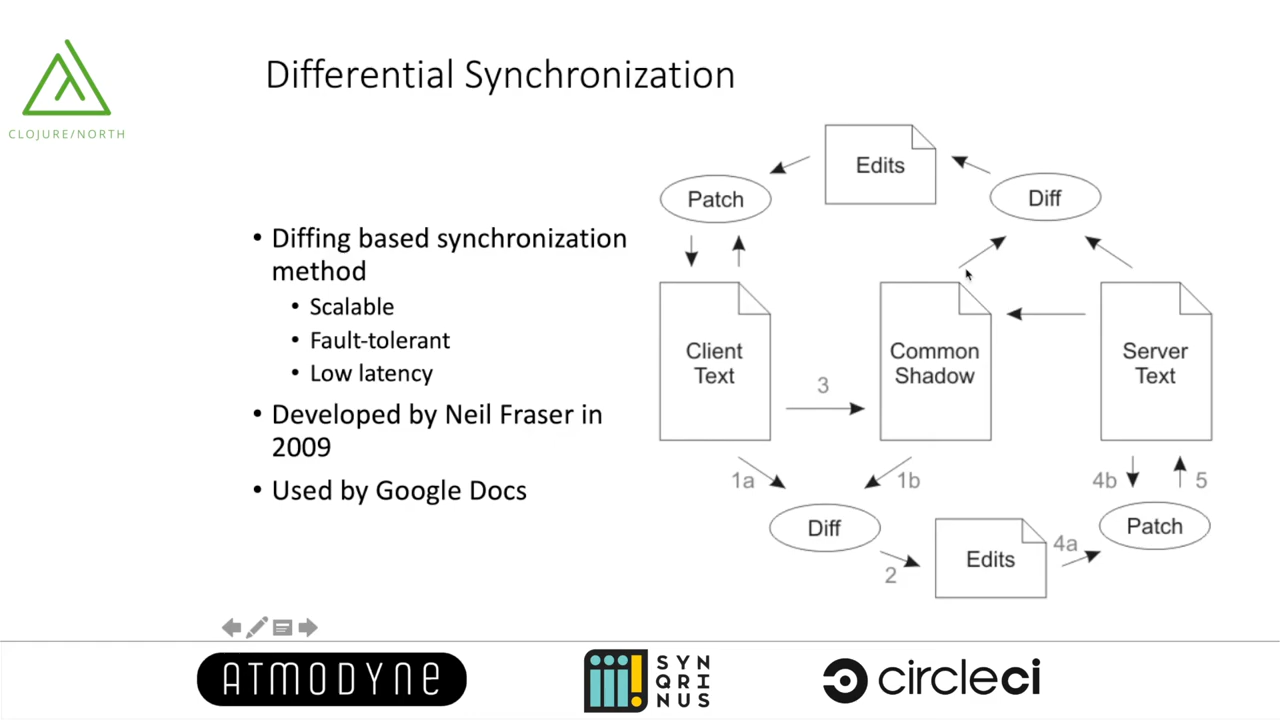 CLOJURE/NORTH
Differential Synchronization
• Diffing based synchronization
method
• Scalable
• Fault-tolerant
• Low latency
• Developed by Neil Fraser in
2009
• Used by Google Docs
Edits
Patch
Diff
Client
Text
Common
Shadow
Server
Text
3
1a
1b
4b
5
Diff
Patch
2
Edits
4a
ATMODYNE
SYN
QRI
NUS
circleci